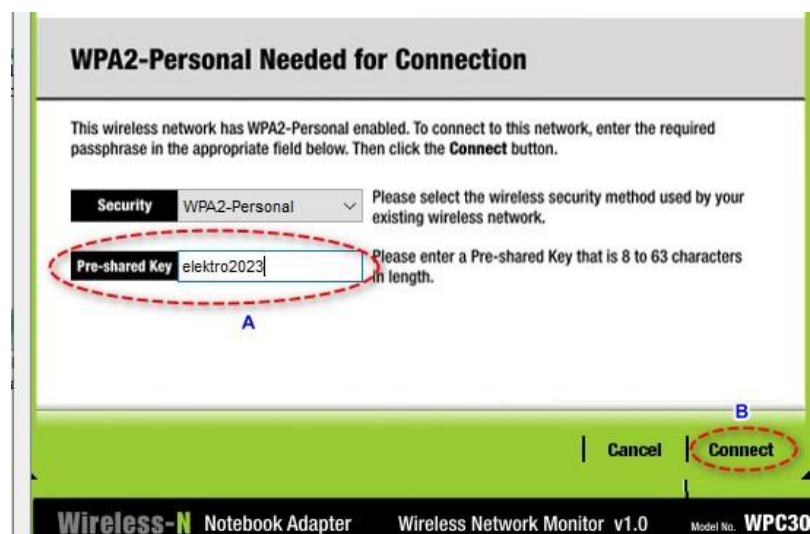 WPA2-Personal Needed for Connection
This wireless network has WPA2-Personal enabled. To connect to this network, enter the required
passphrase in the appropriate field below. Then click the Connect button.
Security WPA2-Personal Please select the wireless security method used by your
existing wireless network.
Pre-shared Key elektro2023 Please enter a Pre-shared Key that is 8 to 63 characters
in length.
A
B
Cancel Connect
Wireless-N Notebook Adapter Wireless Network Monitor v1.0 Model No. WPC30